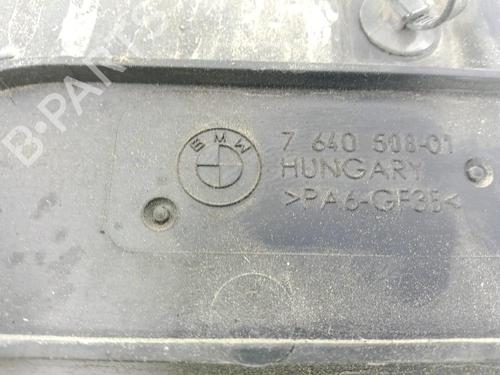 BMW
7 640 508-01
HUNGARY
>PA6-GF35<
B-PARTS